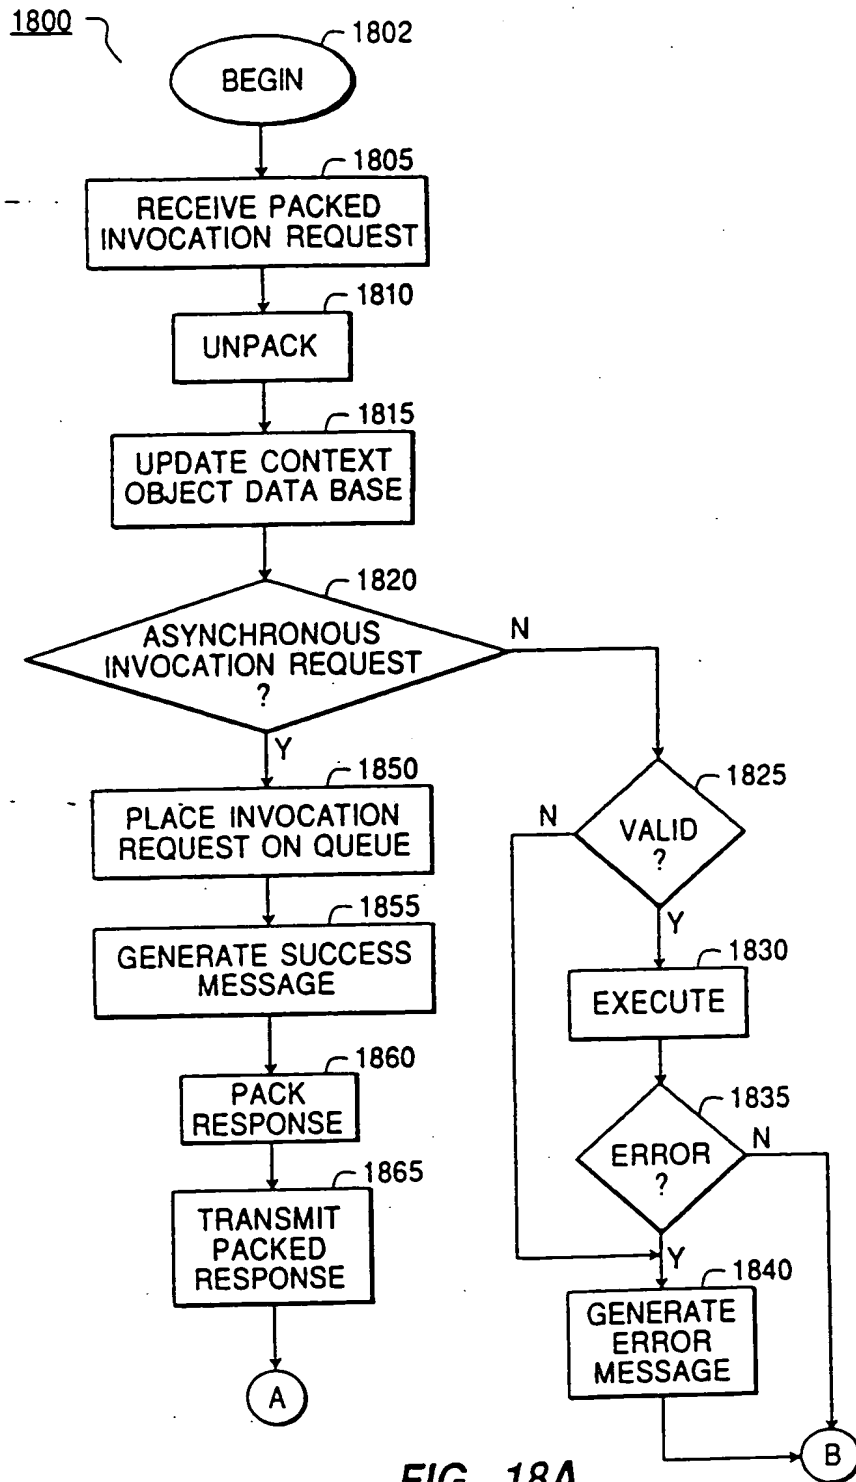 1800
1802
BEGIN
1805
RECEIVE PACKED
INVOCATION REQUEST
1810
UNPACK
1815
UPDATE CONTEXT
OBJECT DATA BASE
1820
ASYNCHRONOUS
INVOCATION REQUEST
?
N
Y
1850
PLACE INVOCATION
REQUEST ON QUEUE
1855
GENERATE SUCCESS
MESSAGE
1860
PACK
RESPONSE
1865
TRANSMIT
PACKED
RESPONSE
A
1825
VALID
?
N
Y
1830
EXECUTE
1835
ERROR
?
N
Y
1840
GENERATE
ERROR
MESSAGE
B
FIG. 18A